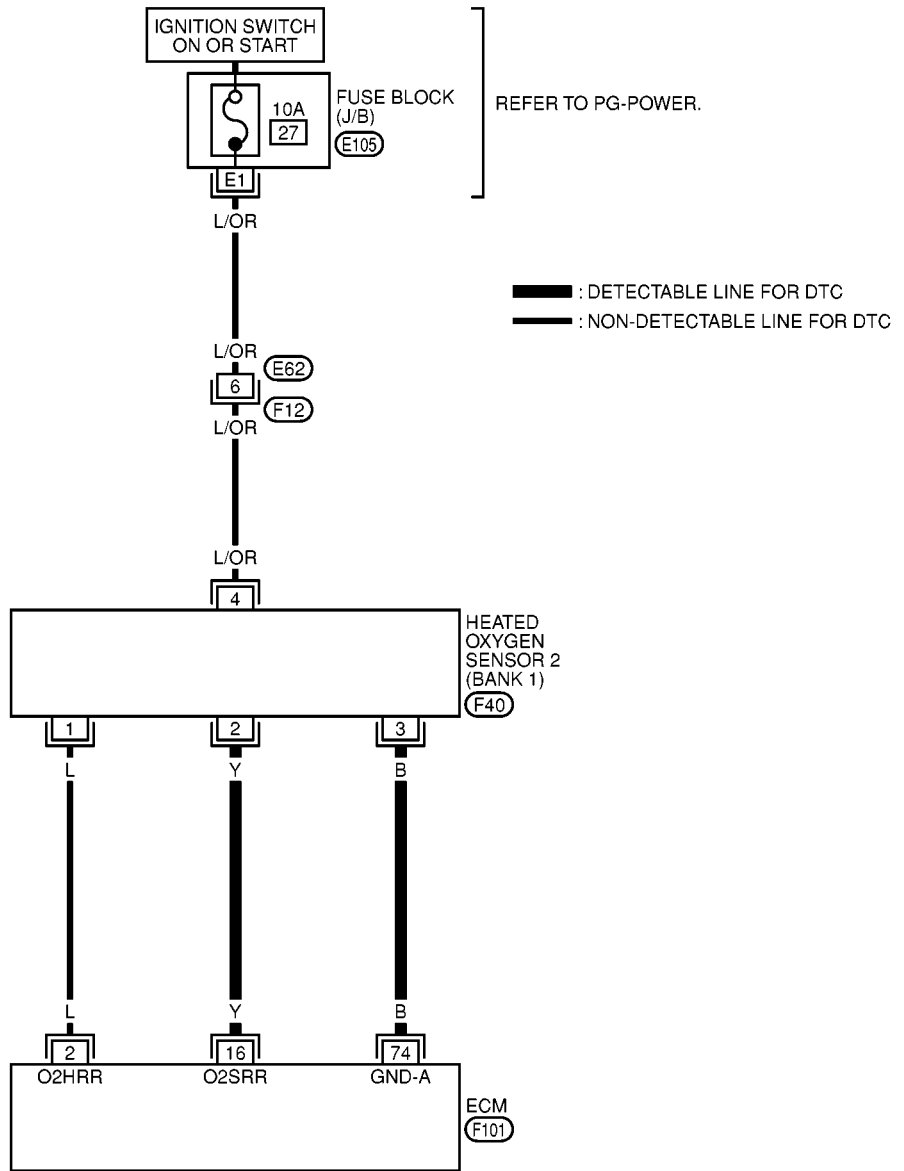 IGNITION SWITCH
ON OR START
10A
27
FUSE BLOCK
(J/B)
E105
REFER TO PG-POWER.
E1
L/OR
: DETECTABLE LINE FOR DTC
: NON-DETECTABLE LINE FOR DTC
L/OR
E62
6
F12
L/OR
L/OR
4
HEATED
OXYGEN
SENSOR 2
(BANK 1)
F40
1 2 3
L Y B
L Y B
2 16 74
O2HRR O2SRR GND-A
ECM
F101